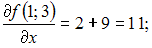 ∂f(1;3)/∂x = 2 + 9 = 11;